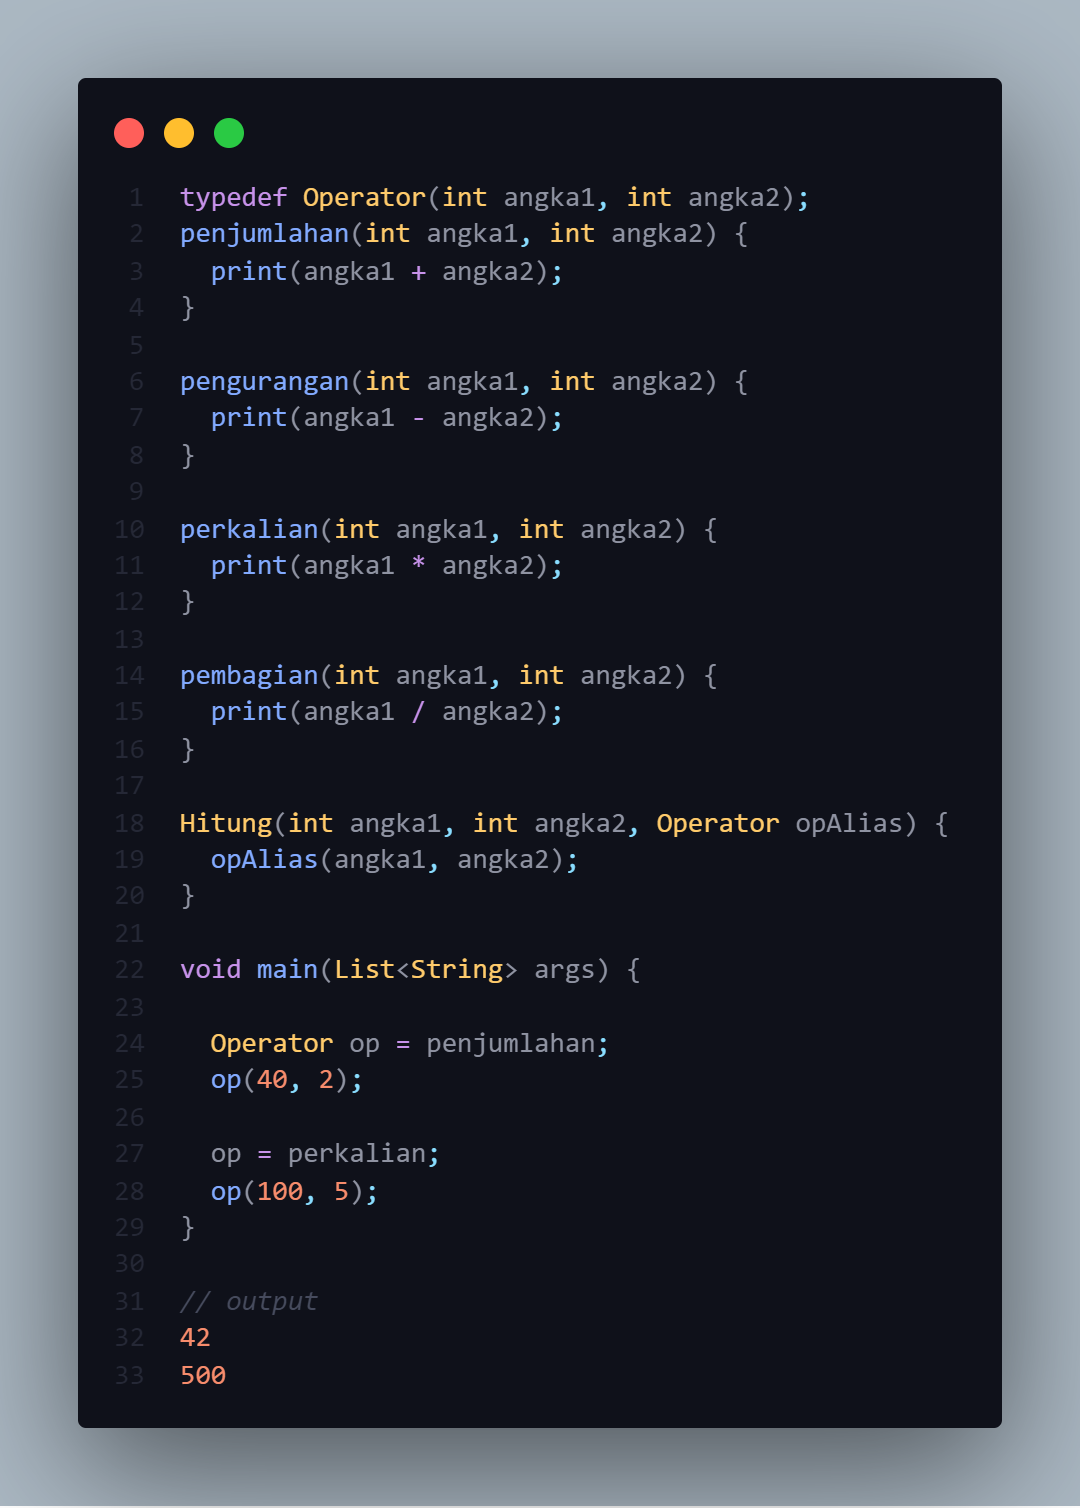 1 typedef Operator(int angka1, int angka2);
2 penjumlahan(int angka1, int angka2) {
3   print(angka1 + angka2);
4 }
5
6 pengurangan(int angka1, int angka2) {
7   print(angka1 - angka2);
8 }
9
10 perkalian(int angka1, int angka2) {
11   print(angka1 * angka2);
12 }
13
14 pembagian(int angka1, int angka2) {
15   print(angka1 / angka2);
16 }
17
18 Hitung(int angka1, int angka2, Operator opAlias) {
19   opAlias(angka1, angka2);
20 }
21
22 void main(List<String> args) {
23
24   Operator op = penjumlahan;
25   op(40, 2);
26
27   op = perkalian;
28   op(100, 5);
29 }
30
31 // output
32 42
33 500